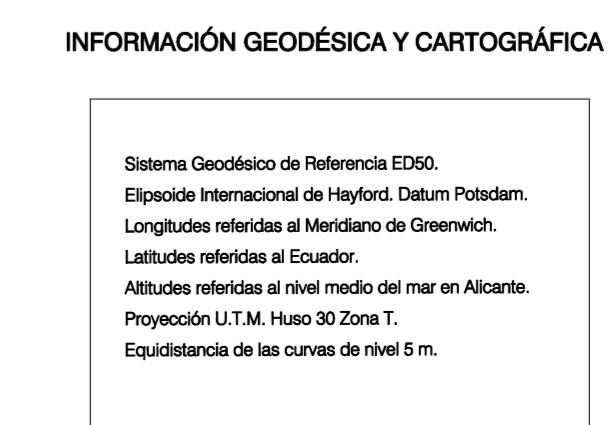 INFORMACIÓN GEODÉSICA Y CARTOGRÁFICA
Sistema Geodésico de Referencia ED50.
Elipsoide Internacional de Hayford. Datum Potsdam.
Longitudes referidas al Meridiano de Greenwich.
Latitudes referidas al Ecuador.
Altitudes referidas al nivel medio del mar en Alicante.
Proyección U.T.M. Huso 30 Zona T.
Equidistancia de las curvas de nivel 5 m.